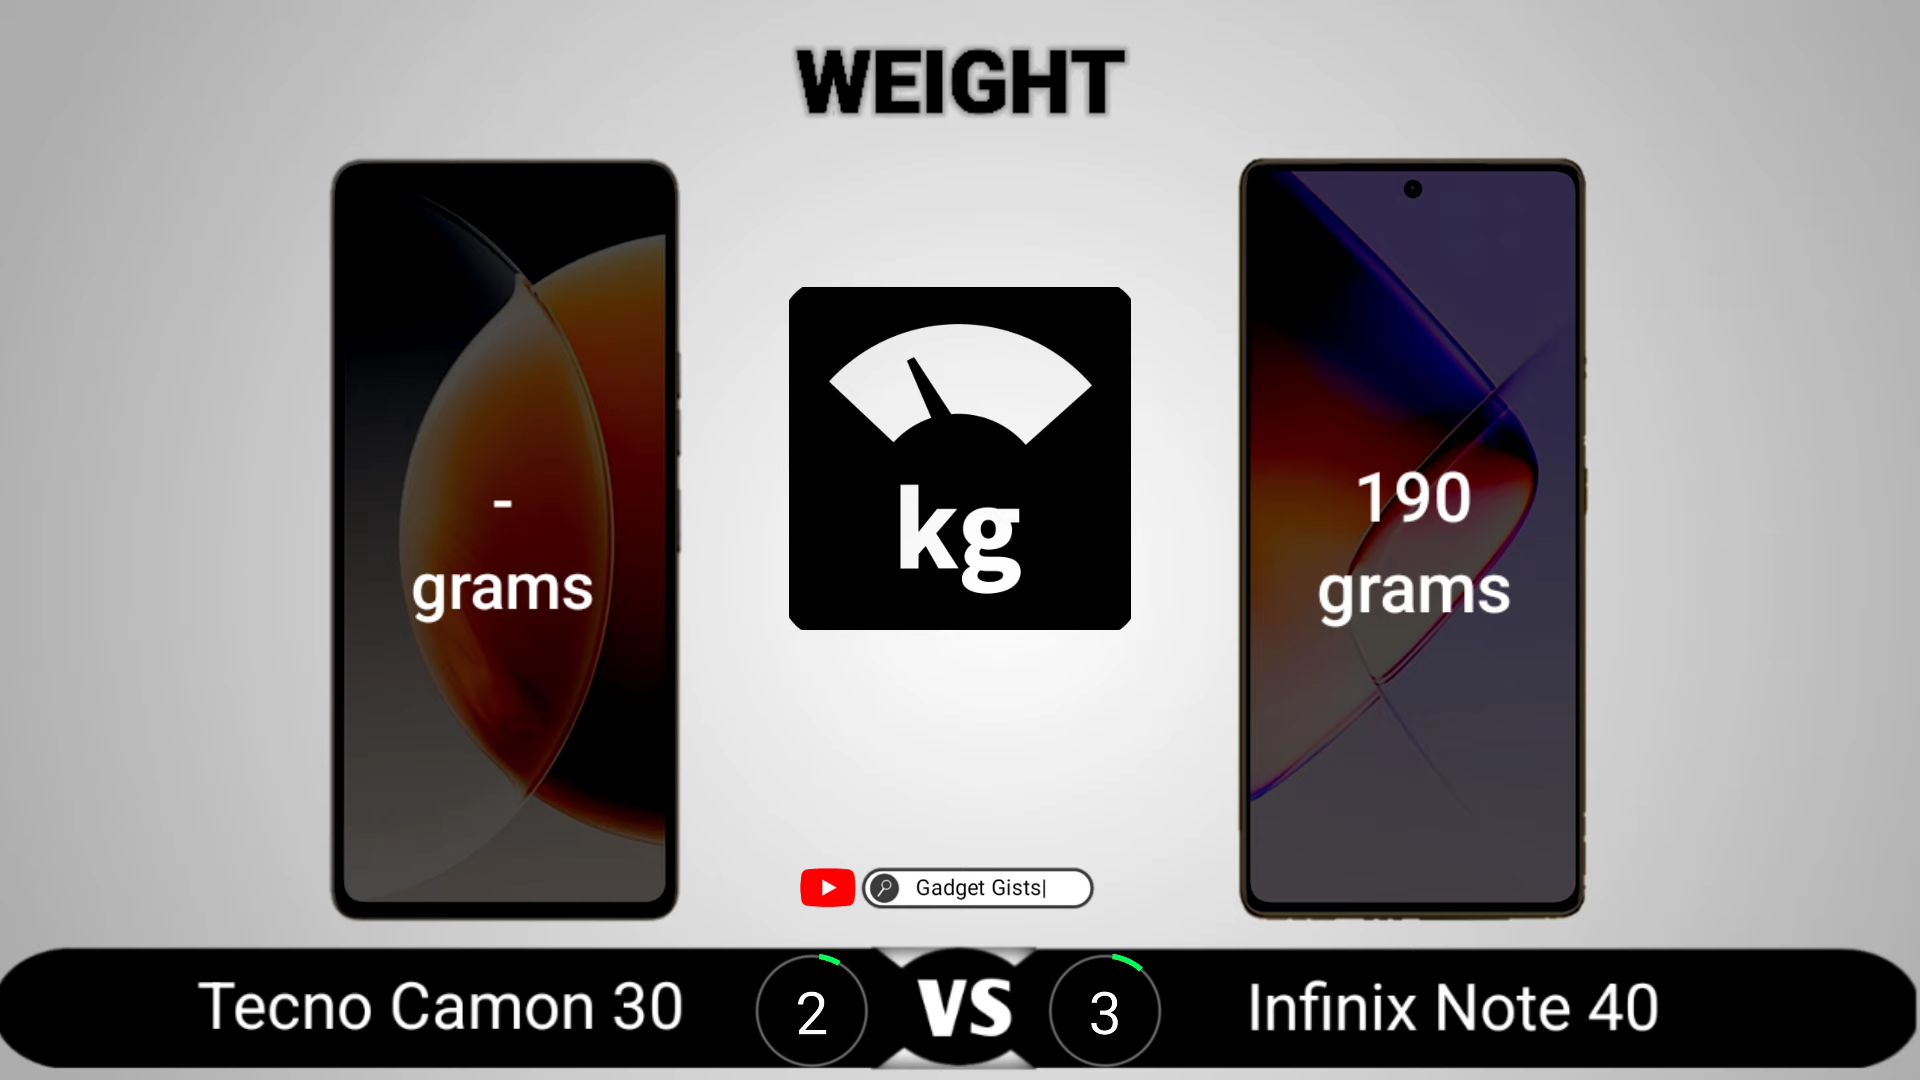 WEIGHT
-
grams
kg
190
grams
Gadget Gists|
Tecno Camon 30
2
VS
3
Infinix Note 40